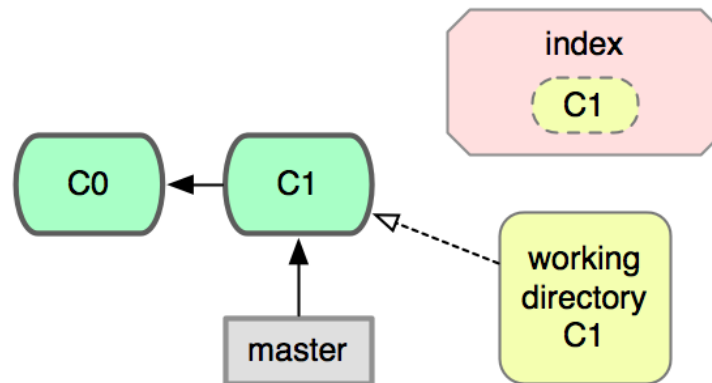 index
C1
C0
C1
working
directory
C1
master